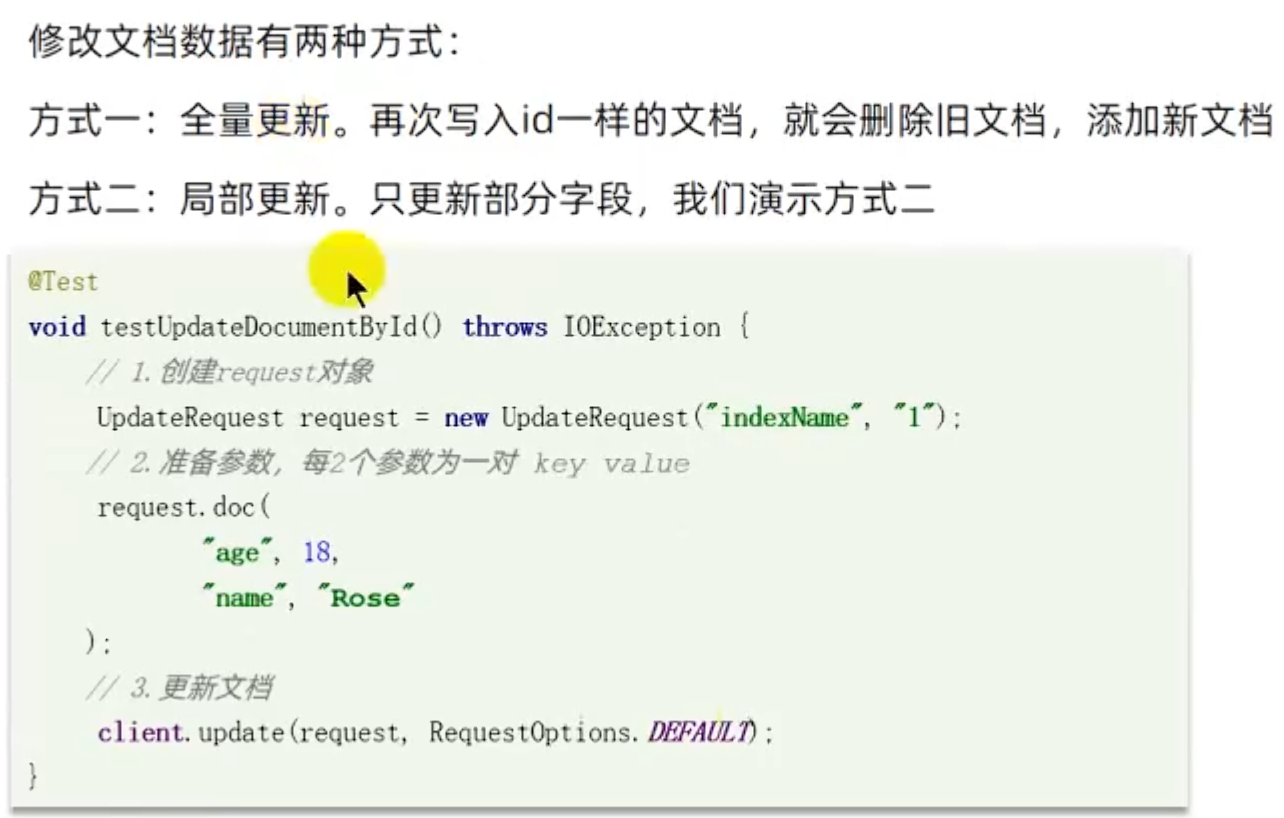 修改文档数据有两种方式：
方式一：全量更新。再次写入id一样的文档，就会删除旧文档，添加新文档
方式二：局部更新。只更新部分字段，我们演示方式二
@Test
void testUpdateDocumentById() throws IOException {
// 1.创建request对象
UpdateRequest request = new UpdateRequest("indexName", "1");
// 2.准备参数，每2个参数为一对 key value
request.doc(
"age", 18,
"name", "Rose"
);
// 3.更新文档
client.update(request, RequestOptions.DEFAULT);
}